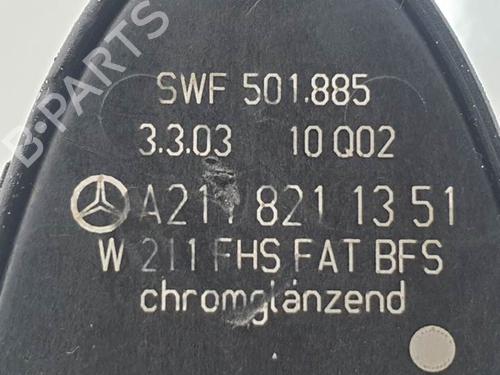 B-PARTS
SWF 501.885
3.3.03 10 Q02
A211 821 13 51
W 211 FHS FAT BFS
chromglänzend